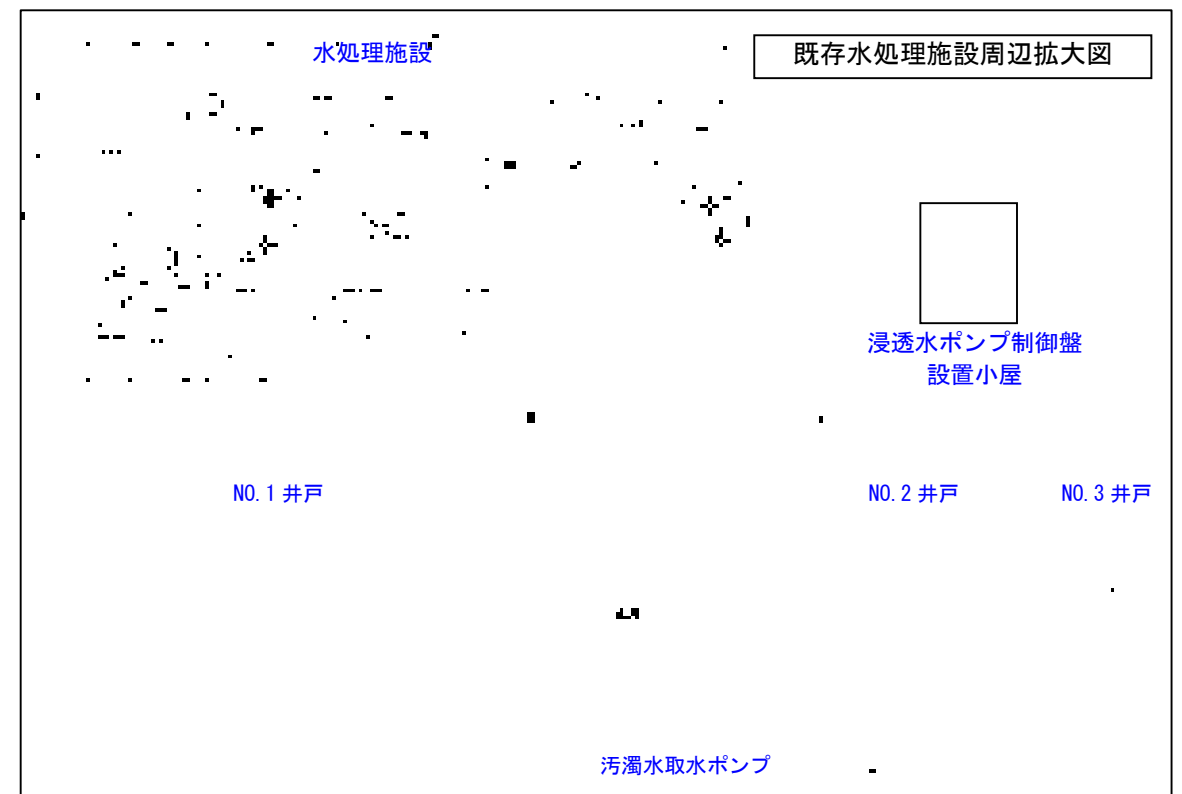 水処理施設
既存水処理施設周辺拡大図
浸透水ポンプ制御盤
設置小屋
NO.1井戸
NO.2井戸
NO.3井戸
汚濁水取水ポンプ